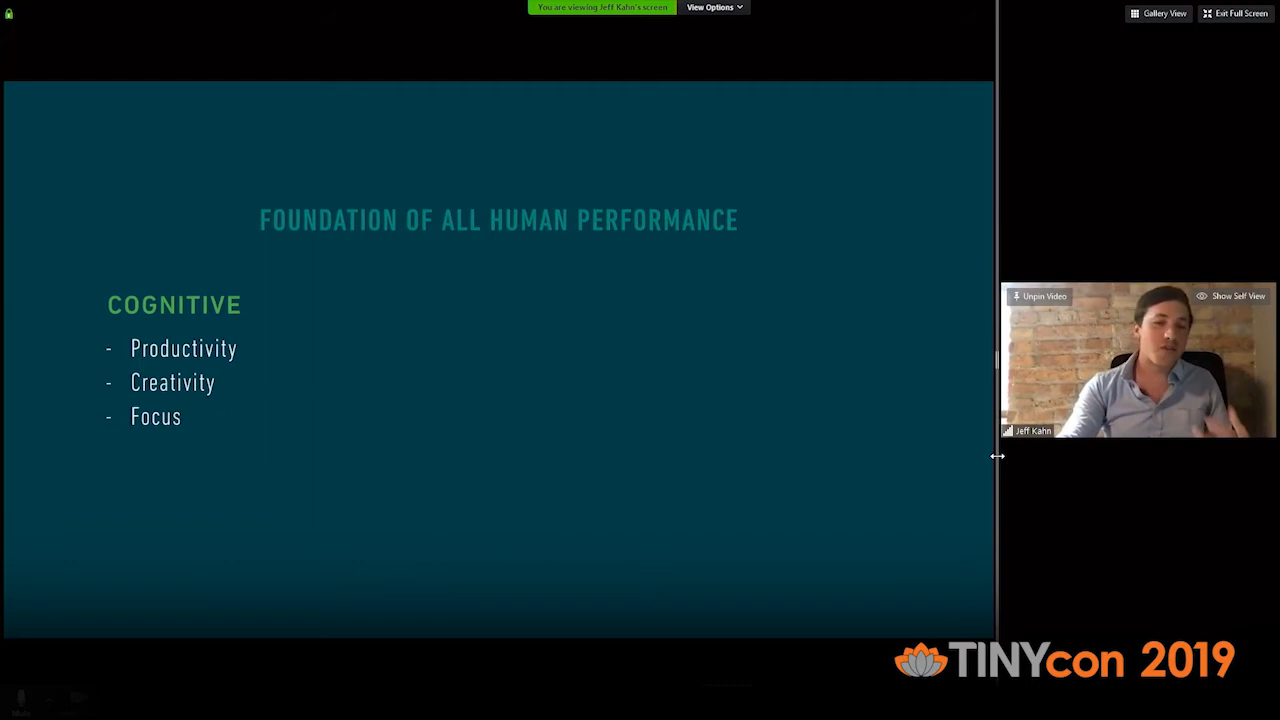 You are viewing Jeff Kahn's screen
View Options
Gallery View
Exit Full Screen
FOUNDATION OF ALL HUMAN PERFORMANCE
COGNITIVE
- Productivity
- Creativity
- Focus
Unpin Video
Show Self View
Jeff Kahn
TINYcon 2019